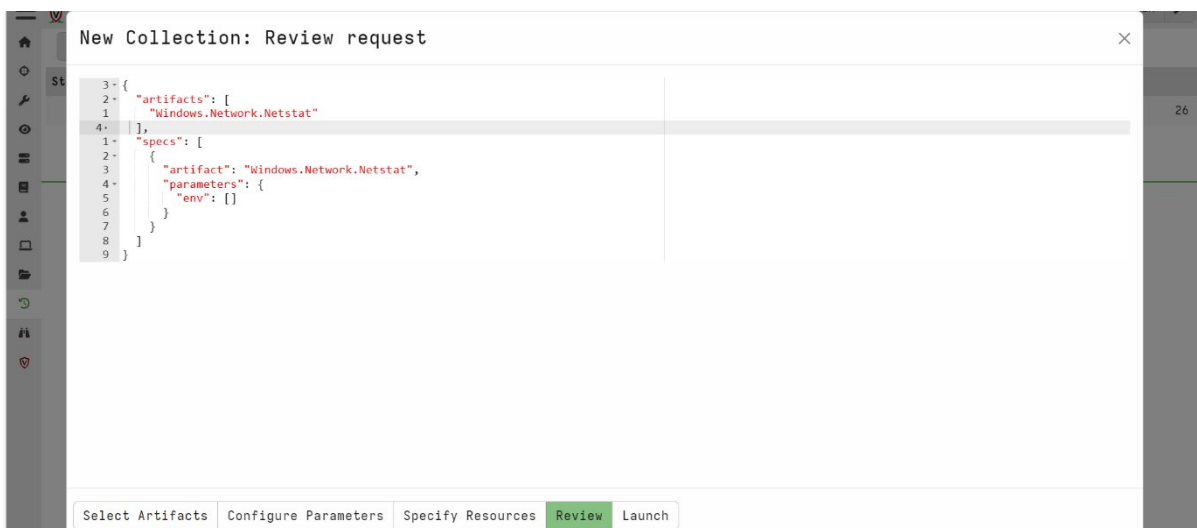 New Collection: Review request
St
26
3 {
2 "artifacts": [
1 "Windows.Network.Netstat"
4 ],
1 "specs": [
2 {
3 "artifact": "Windows.Network.Netstat",
4 "parameters": {
5 "env": []
6 }
7 }
8 ]
9 }
Select Artifacts Configure Parameters Specify Resources Review Launch